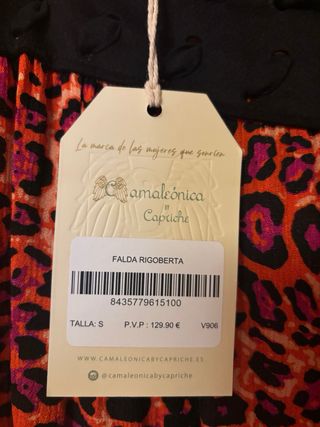 La marca de las mujeres que sonríen
Camaleónica
Capriche
FALDA RIGOBERTA
8435779615100
TALLA: S P.V.P : 129.90 € V906
WWW.CAMALEONICABYCAPRICHE.ES
@camaleonicabycapriche